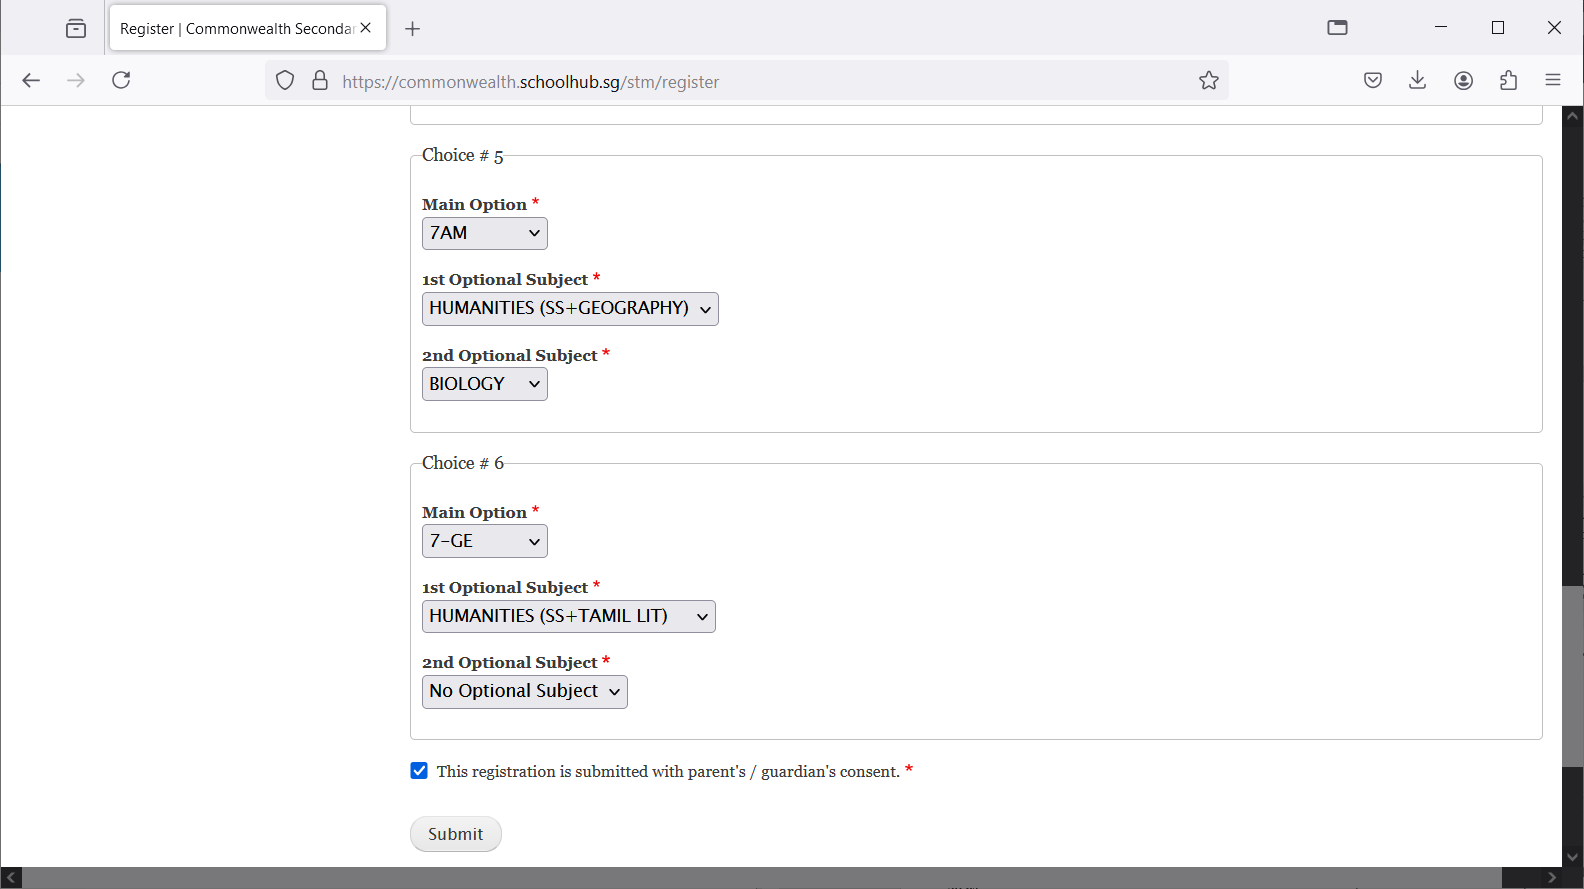 Register | Commonwealth Seconda
https://commonwealth.schoolhub.sg/stm/register
Choice # 5
Main Option *
7AM
1st Optional Subject *
HUMANITIES (SS+GEOGRAPHY)
2nd Optional Subject *
BIOLOGY
Choice # 6
Main Option *
7-GE
1st Optional Subject *
HUMANITIES (SS+TAMIL LIT)
2nd Optional Subject *
No Optional Subject
This registration is submitted with parent's / guardian's consent. *
Submit